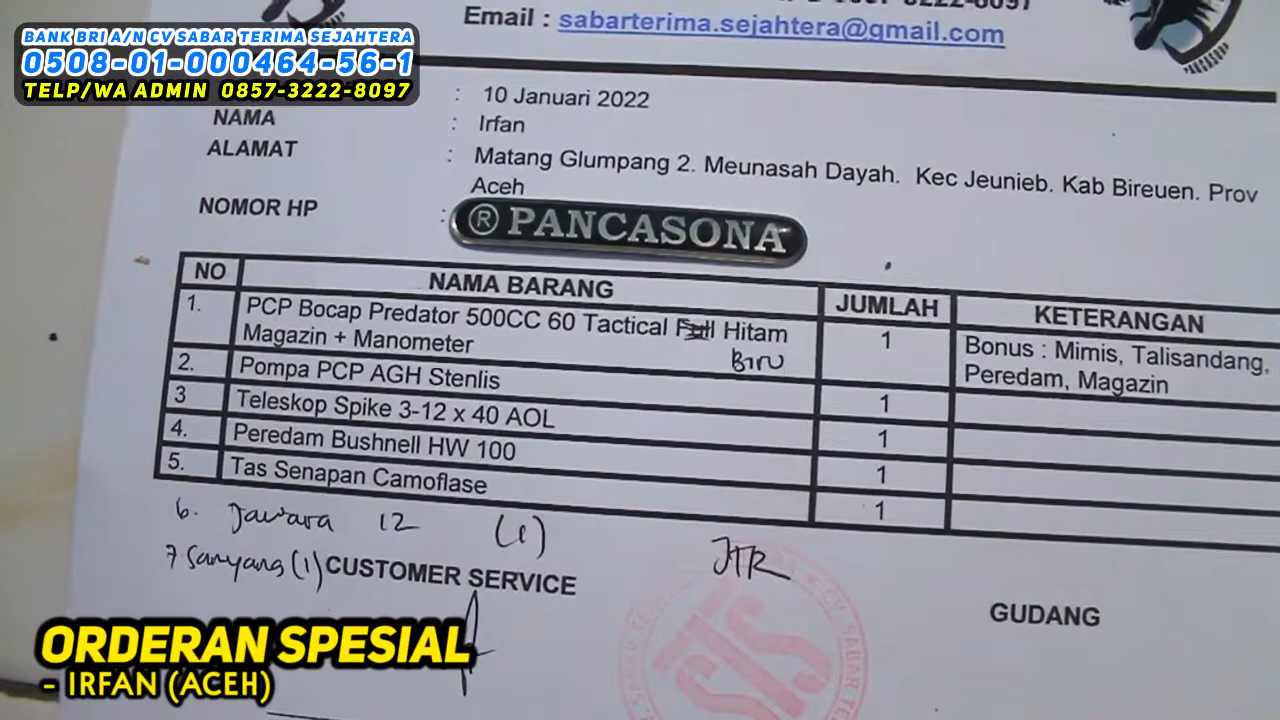 BANK BRI A/N CV SABAR TERIMA SEJAHTERA
0508-01-000464-56-1
TELP/WA ADMIN 0857-3222-8097
Email : sabarterima.sejahtera@gmail.com
: 10 Januari 2022
NAMA : Irfan
ALAMAT : Matang Glumpang 2. Meunasah Dayah. Kec Jeunieb. Kab Bireuen. Prov
Aceh
NOMOR HP :
® PANCASONA
NO NAMA BARANG JUMLAH KETERANGAN
1. PCP Bocap Predator 500CC 60 Tactical Full Hitam 1 Bonus : Mimis, Talisandang,
Magazin + Manometer Biru Peredam, Magazin
2. Pompa PCP AGH Stenlis 1
3 Teleskop Spike 3-12 x 40 AOL 1
4. Peredam Bushnell HW 100 1
5. Tas Senapan Camoflase 1
6. Jawara 12 (1)
7 Sanyang (1)
JTR
CUSTOMER SERVICE
GUDANG
STS
ORDERAN SPESIAL
- IRFAN (ACEH)